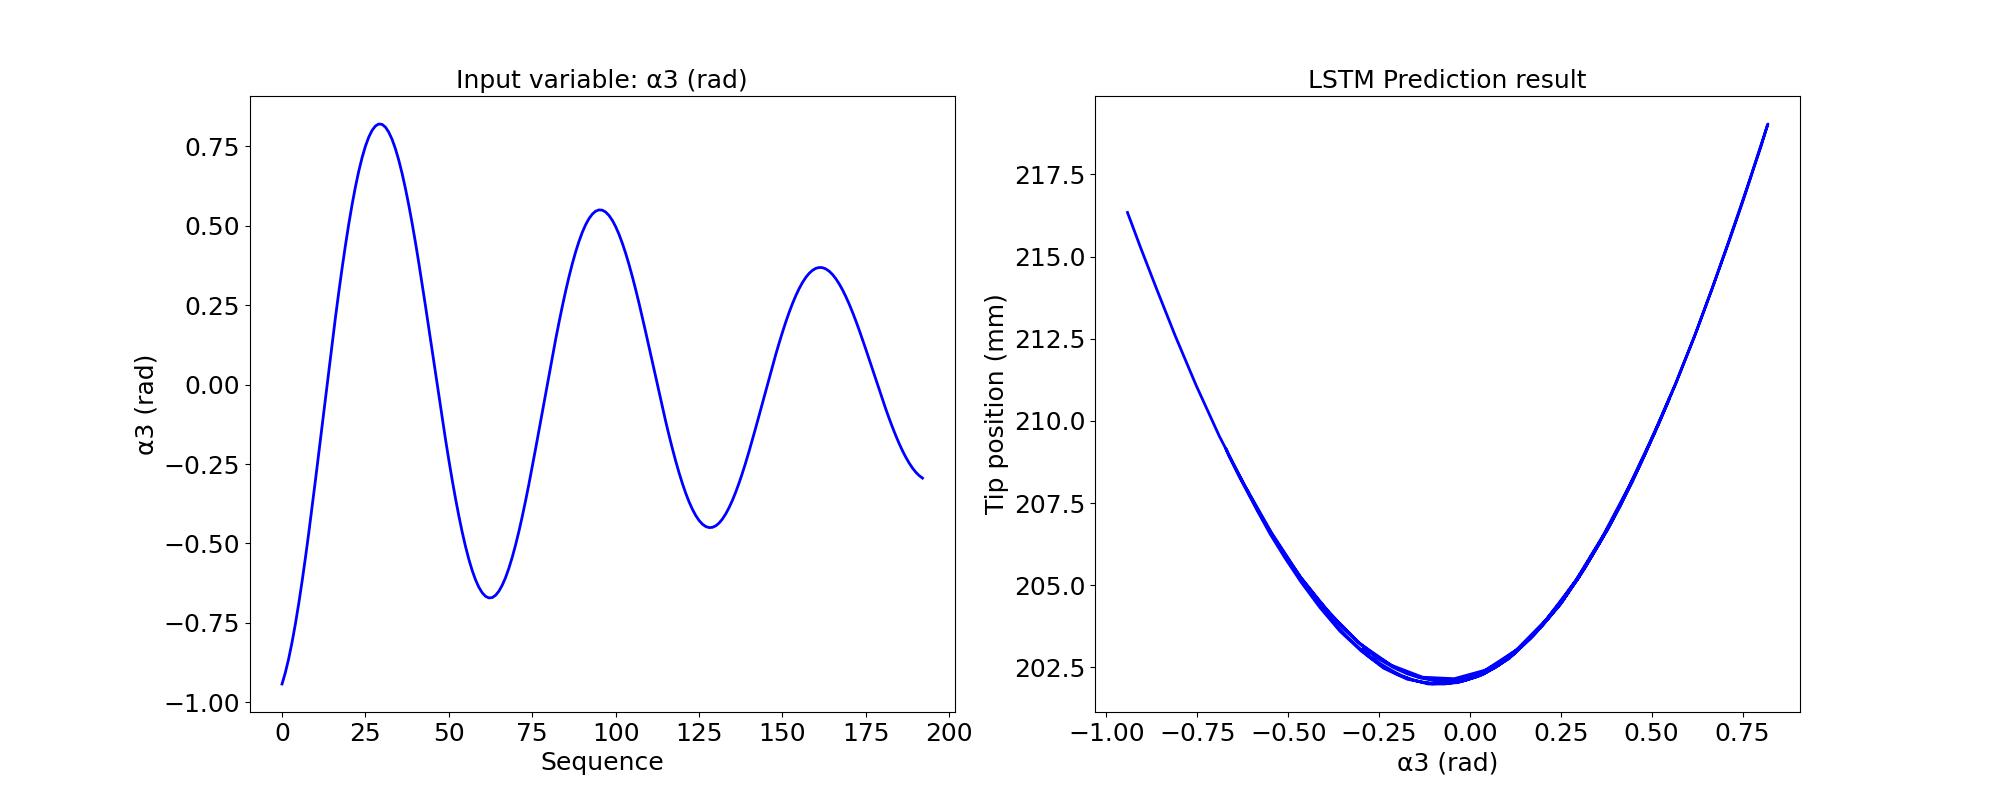 Input variable: α3 (rad)
α3 (rad)
0.75
0.50
0.25
0.00
−0.25
−0.50
−0.75
−1.00
0 25 50 75 100 125 150 175 200
Sequence
LSTM Prediction result
Tip position (mm)
217.5
215.0
212.5
210.0
207.5
205.0
202.5
−1.00 −0.75 −0.50 −0.25 0.00 0.25 0.50 0.75
α3 (rad)